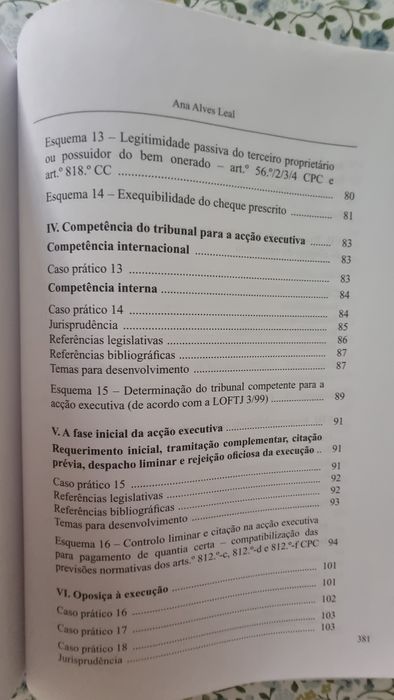 Ana Alves Leal
Esquema 13 – Legitimidade passiva do terceiro proprietário
ou possuidor do bem onerado – art.º 56.º/2/3/4 CPC e
art.º 818.º CC ........ 80
Esquema 14 – Exequibilidade do cheque prescrito ........ 81
IV. Competência do tribunal para a acção executiva ........ 83
Competência internacional ........ 83
Caso prático 13 ........ 83
Competência interna ........ 84
Caso prático 14 ........ 84
Jurisprudência ........ 85
Referências legislativas ........ 86
Referências bibliográficas ........ 87
Temas para desenvolvimento ........ 87
Esquema 15 – Determinação do tribunal competente para a
acção executiva (de acordo com a LOFTJ 3/99) ........ 89
V. A fase inicial da acção executiva ........ 91
Requerimento inicial, tramitação complementar, citação
prévia, despacho liminar e rejeição oficiosa da execução .. 91
Caso prático 15 ........ 91
Referências legislativas ........ 92
Referências bibliográficas ........ 92
Temas para desenvolvimento ........ 93
Esquema 16 – Controlo liminar e citação na acção executiva
para pagamento de quantia certa – compatibilização das
previsões normativas dos arts.º 812.º-c, 812.º-d e 812.º-f CPC 94
VI. Oposiça à execução ........ 101
Caso prático 16 ........ 101
Caso prático 17 ........ 102
Caso prático 18 ........ 103
Jurisprudência ........ 103
381